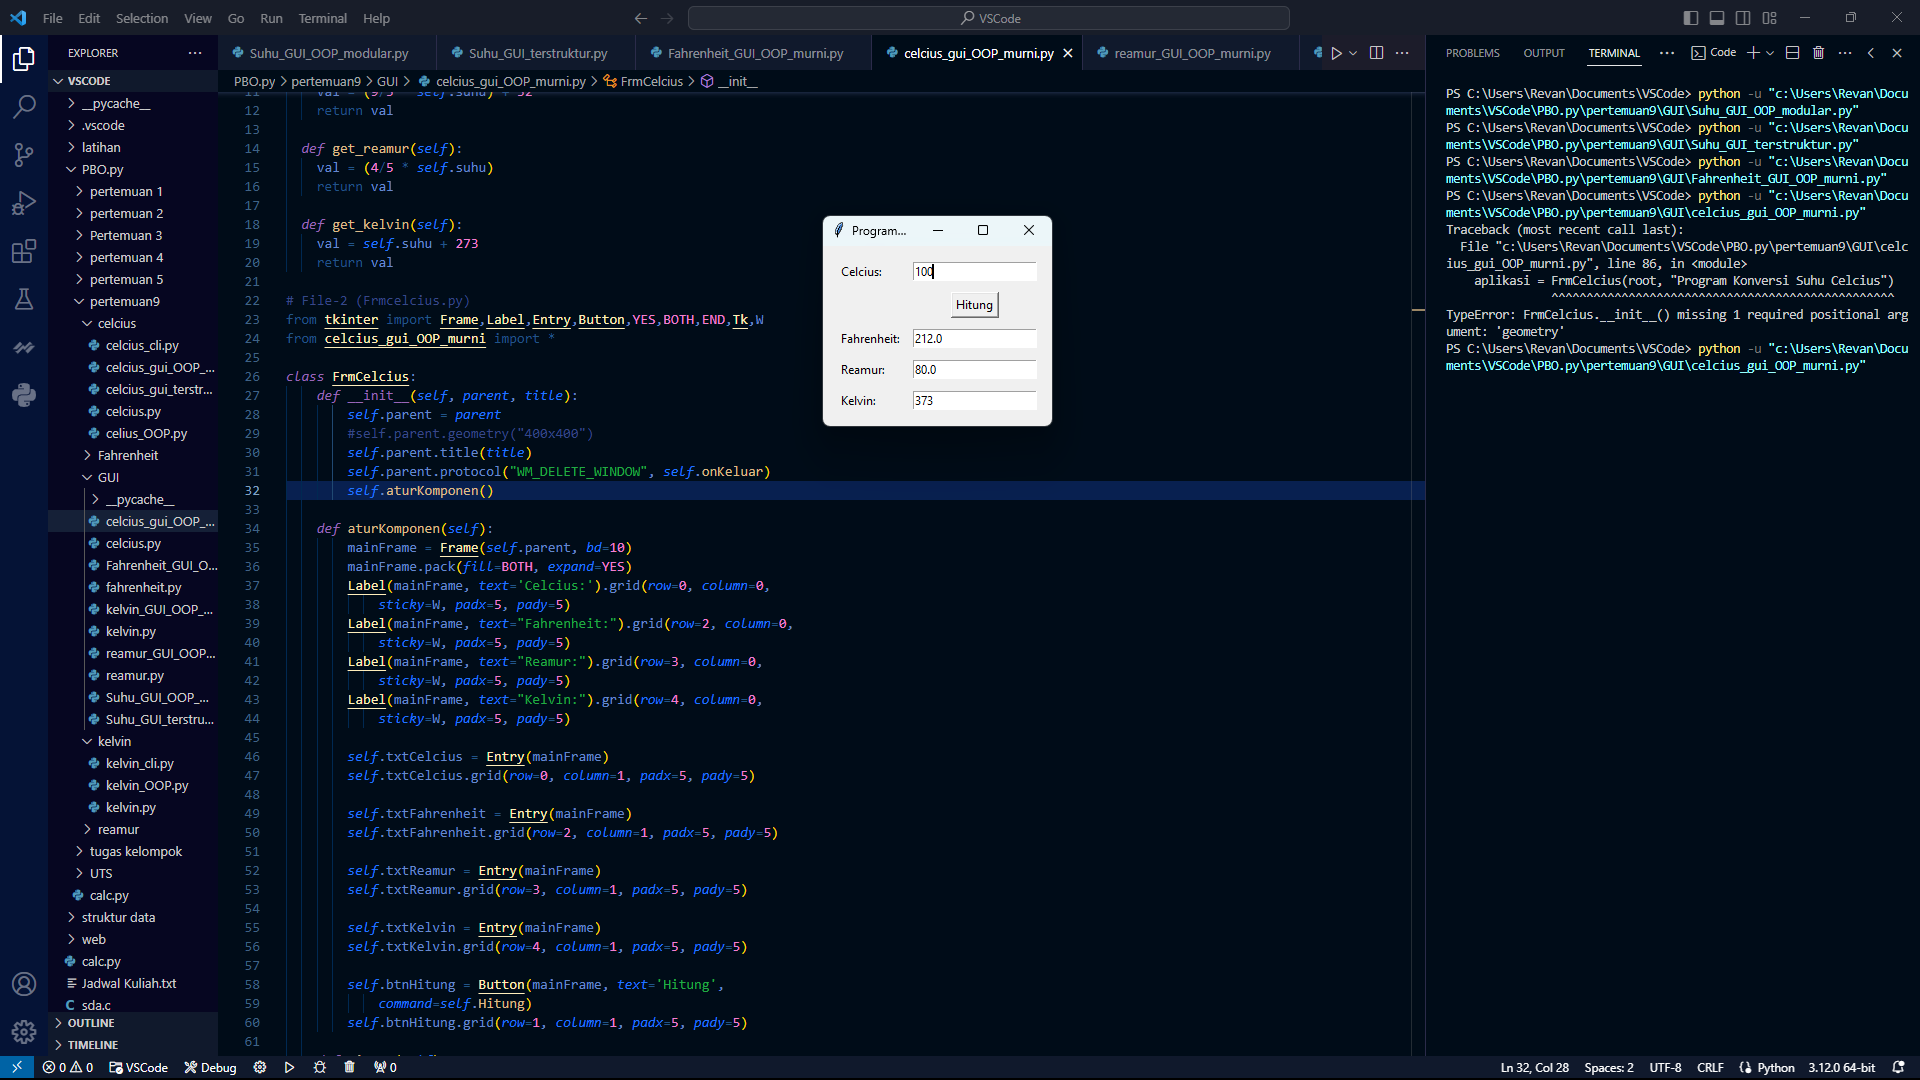 File Edit Selection View Go Run Terminal Help
VSCode
EXPLORER
Suhu_GUI_OOP_modular.py
Suhu_GUI_terstruktur.py
Fahrenheit_GUI_OOP_murni.py
celcius_gui_OOP_murni.py
reamur_GUI_OOP_murni.py
PROBLEMS OUTPUT TERMINAL
Code
PBO.py > pertemuan9 > GUI > celcius_gui_OOP_murni.py > FrmCelcius > __init__
VSCODE
__pycache__
.vscode
latihan
PBO.py
pertemuan 1
pertemuan 2
Pertemuan 3
pertemuan 4
pertemuan 5
pertemuan9
celcius
celcius_cli.py
celcius_gui_OOP_...
celcius_gui_terstr...
celcius.py
celius_OOP.py
Fahrenheit
GUI
__pycache__
celcius_gui_OOP_...
celcius.py
Fahrenheit_GUI_O...
fahrenheit.py
kelvin_GUI_OOP_...
kelvin.py
reamur_GUI_OOP...
reamur.py
Suhu_GUI_OOP_...
Suhu_GUI_terstru...
kelvin
kelvin_cli.py
kelvin_OOP.py
kelvin.py
reamur
tugas kelompok
UTS
calc.py
struktur data
web
calc.py
Jadwal Kuliah.txt
sda.c
OUTLINE
TIMELINE
11 val = (9/5 * self.suhu) + 32
12 return val
13
14 def get_reamur(self):
15 val = (4/5 * self.suhu)
16 return val
17
18 def get_kelvin(self):
19 val = self.suhu + 273
20 return val
21
22 # File-2 (Frmcelcius.py)
23 from tkinter import Frame,Label,Entry,Button,YES,BOTH,END,Tk,W
24 from celcius_gui_OOP_murni import *
25
26 class FrmCelcius:
27 def __init__(self, parent, title):
28 self.parent = parent
29 #self.parent.geometry("400x400")
30 self.parent.title(title)
31 self.parent.protocol("WM_DELETE_WINDOW", self.onKeluar)
32 self.aturKomponen()
33
34 def aturKomponen(self):
35 mainFrame = Frame(self.parent, bd=10)
36 mainFrame.pack(fill=BOTH, expand=YES)
37 Label(mainFrame, text='Celcius:').grid(row=0, column=0,
38 sticky=W, padx=5, pady=5)
39 Label(mainFrame, text="Fahrenheit:").grid(row=2, column=0,
40 sticky=W, padx=5, pady=5)
41 Label(mainFrame, text="Reamur:").grid(row=3, column=0,
42 sticky=W, padx=5, pady=5)
43 Label(mainFrame, text="Kelvin:").grid(row=4, column=0,
44 sticky=W, padx=5, pady=5)
45
46 self.txtCelcius = Entry(mainFrame)
47 self.txtCelcius.grid(row=0, column=1, padx=5, pady=5)
48
49 self.txtFahrenheit = Entry(mainFrame)
50 self.txtFahrenheit.grid(row=2, column=1, padx=5, pady=5)
51
52 self.txtReamur = Entry(mainFrame)
53 self.txtReamur.grid(row=3, column=1, padx=5, pady=5)
54
55 self.txtKelvin = Entry(mainFrame)
56 self.txtKelvin.grid(row=4, column=1, padx=5, pady=5)
57
58 self.btnHitung = Button(mainFrame, text='Hitung',
59 command=self.Hitung)
60 self.btnHitung.grid(row=1, column=1, padx=5, pady=5)
61
Program...
Celcius: 100
Hitung
Fahrenheit: 212.0
Reamur: 80.0
Kelvin: 373
PS C:\Users\Revan\Documents\VSCode> python -u "c:\Users\Revan\Docu
ments\VSCode\PBO.py\pertemuan9\GUI\Suhu_GUI_OOP_modular.py"
PS C:\Users\Revan\Documents\VSCode> python -u "c:\Users\Revan\Docu
ments\VSCode\PBO.py\pertemuan9\GUI\Suhu_GUI_terstruktur.py"
PS C:\Users\Revan\Documents\VSCode> python -u "c:\Users\Revan\Docu
ments\VSCode\PBO.py\pertemuan9\GUI\Fahrenheit_GUI_OOP_murni.py"
PS C:\Users\Revan\Documents\VSCode> python -u "c:\Users\Revan\Docu
ments\VSCode\PBO.py\pertemuan9\GUI\celcius_gui_OOP_murni.py"
Traceback (most recent call last):
File "c:\Users\Revan\Documents\VSCode\PBO.py\pertemuan9\GUI\celc
ius_gui_OOP_murni.py", line 86, in <module>
aplikasi = FrmCelcius(root, "Program Konversi Suhu Celcius")
^^^^^^^^^^^^^^^^^^^^^^^^^^^^^^^^^^^^^^^^^^^^^^^^^
TypeError: FrmCelcius.__init__() missing 1 required positional arg
ument: 'geometry'
PS C:\Users\Revan\Documents\VSCode> python -u "c:\Users\Revan\Docu
ments\VSCode\PBO.py\pertemuan9\GUI\celcius_gui_OOP_murni.py"
0 0 VSCode Debug 0
Ln 32, Col 28 Spaces: 2 UTF-8 CRLF Python 3.12.0 64-bit